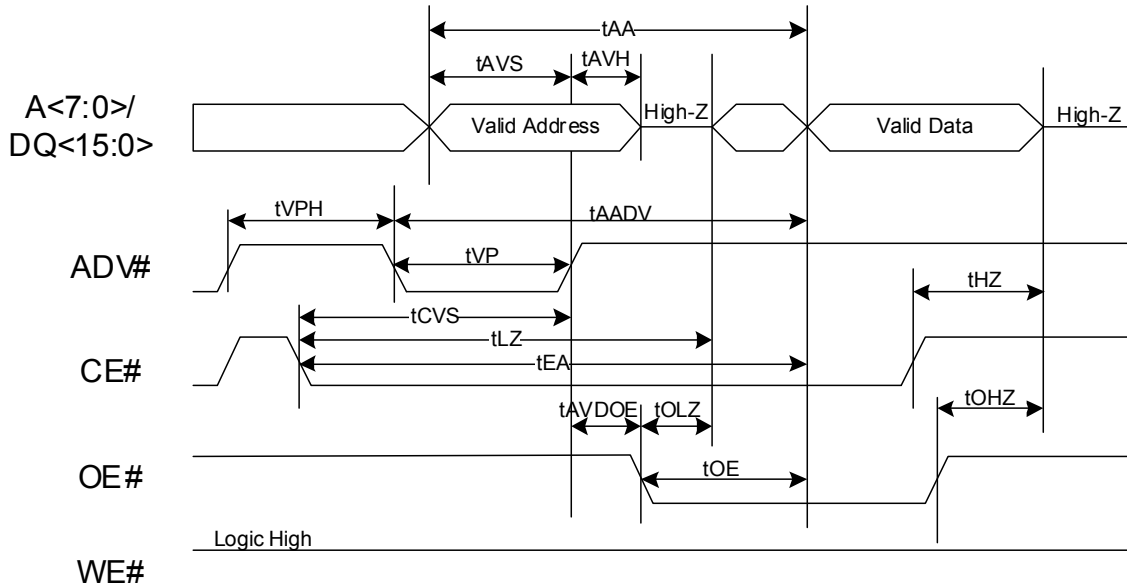 tAA
tAVS
tAVH
A<7:0>/
DQ<15:0>
Valid Address
High-Z
Valid Data
High-Z
tVPH
tAADV
ADV#
tVP
tHZ
tCVS
tLZ
CE#
tEA
tAVDOE
tOLZ
tOHZ
OE#
tOE
Logic High
WE#